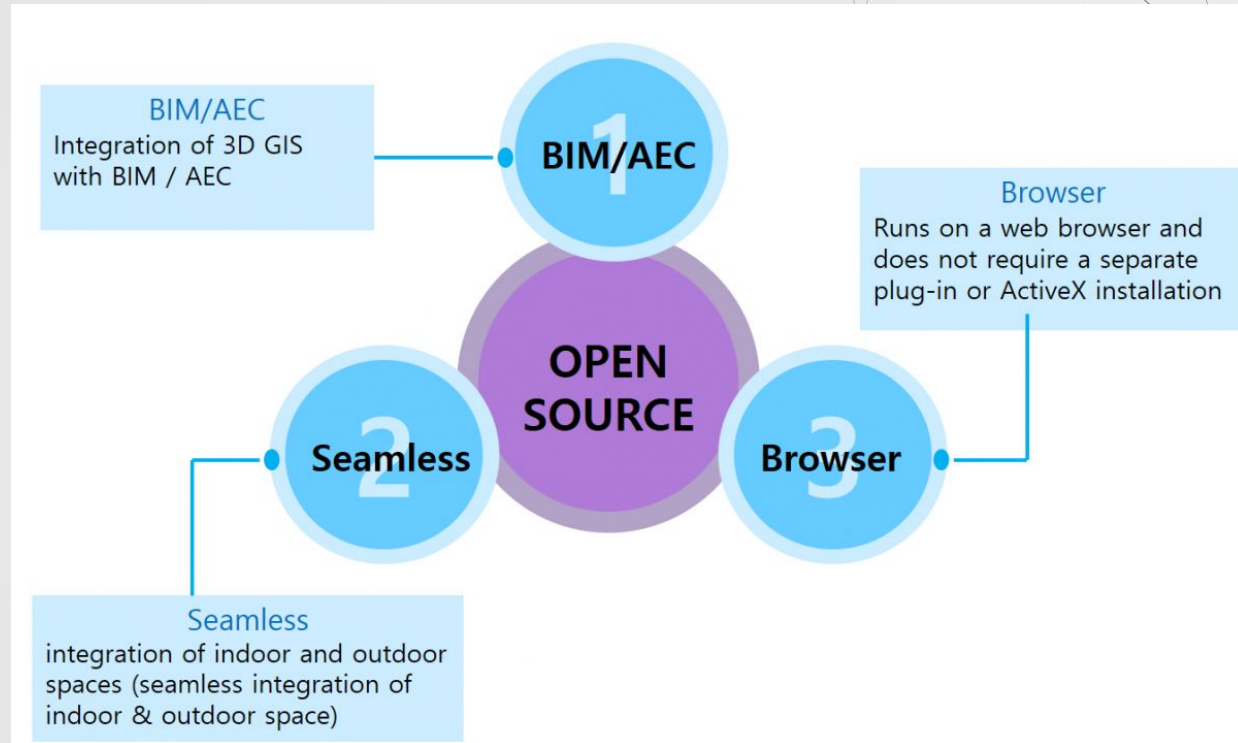 BIM/AEC
Integration of 3D GIS
with BIM / AEC
1
BIM/AEC
Browser
Runs on a web browser and
does not require a separate
plug-in or ActiveX installation
OPEN
SOURCE
2
Seamless
3
Browser
Seamless
integration of indoor and outdoor
spaces (seamless integration of
indoor & outdoor space)